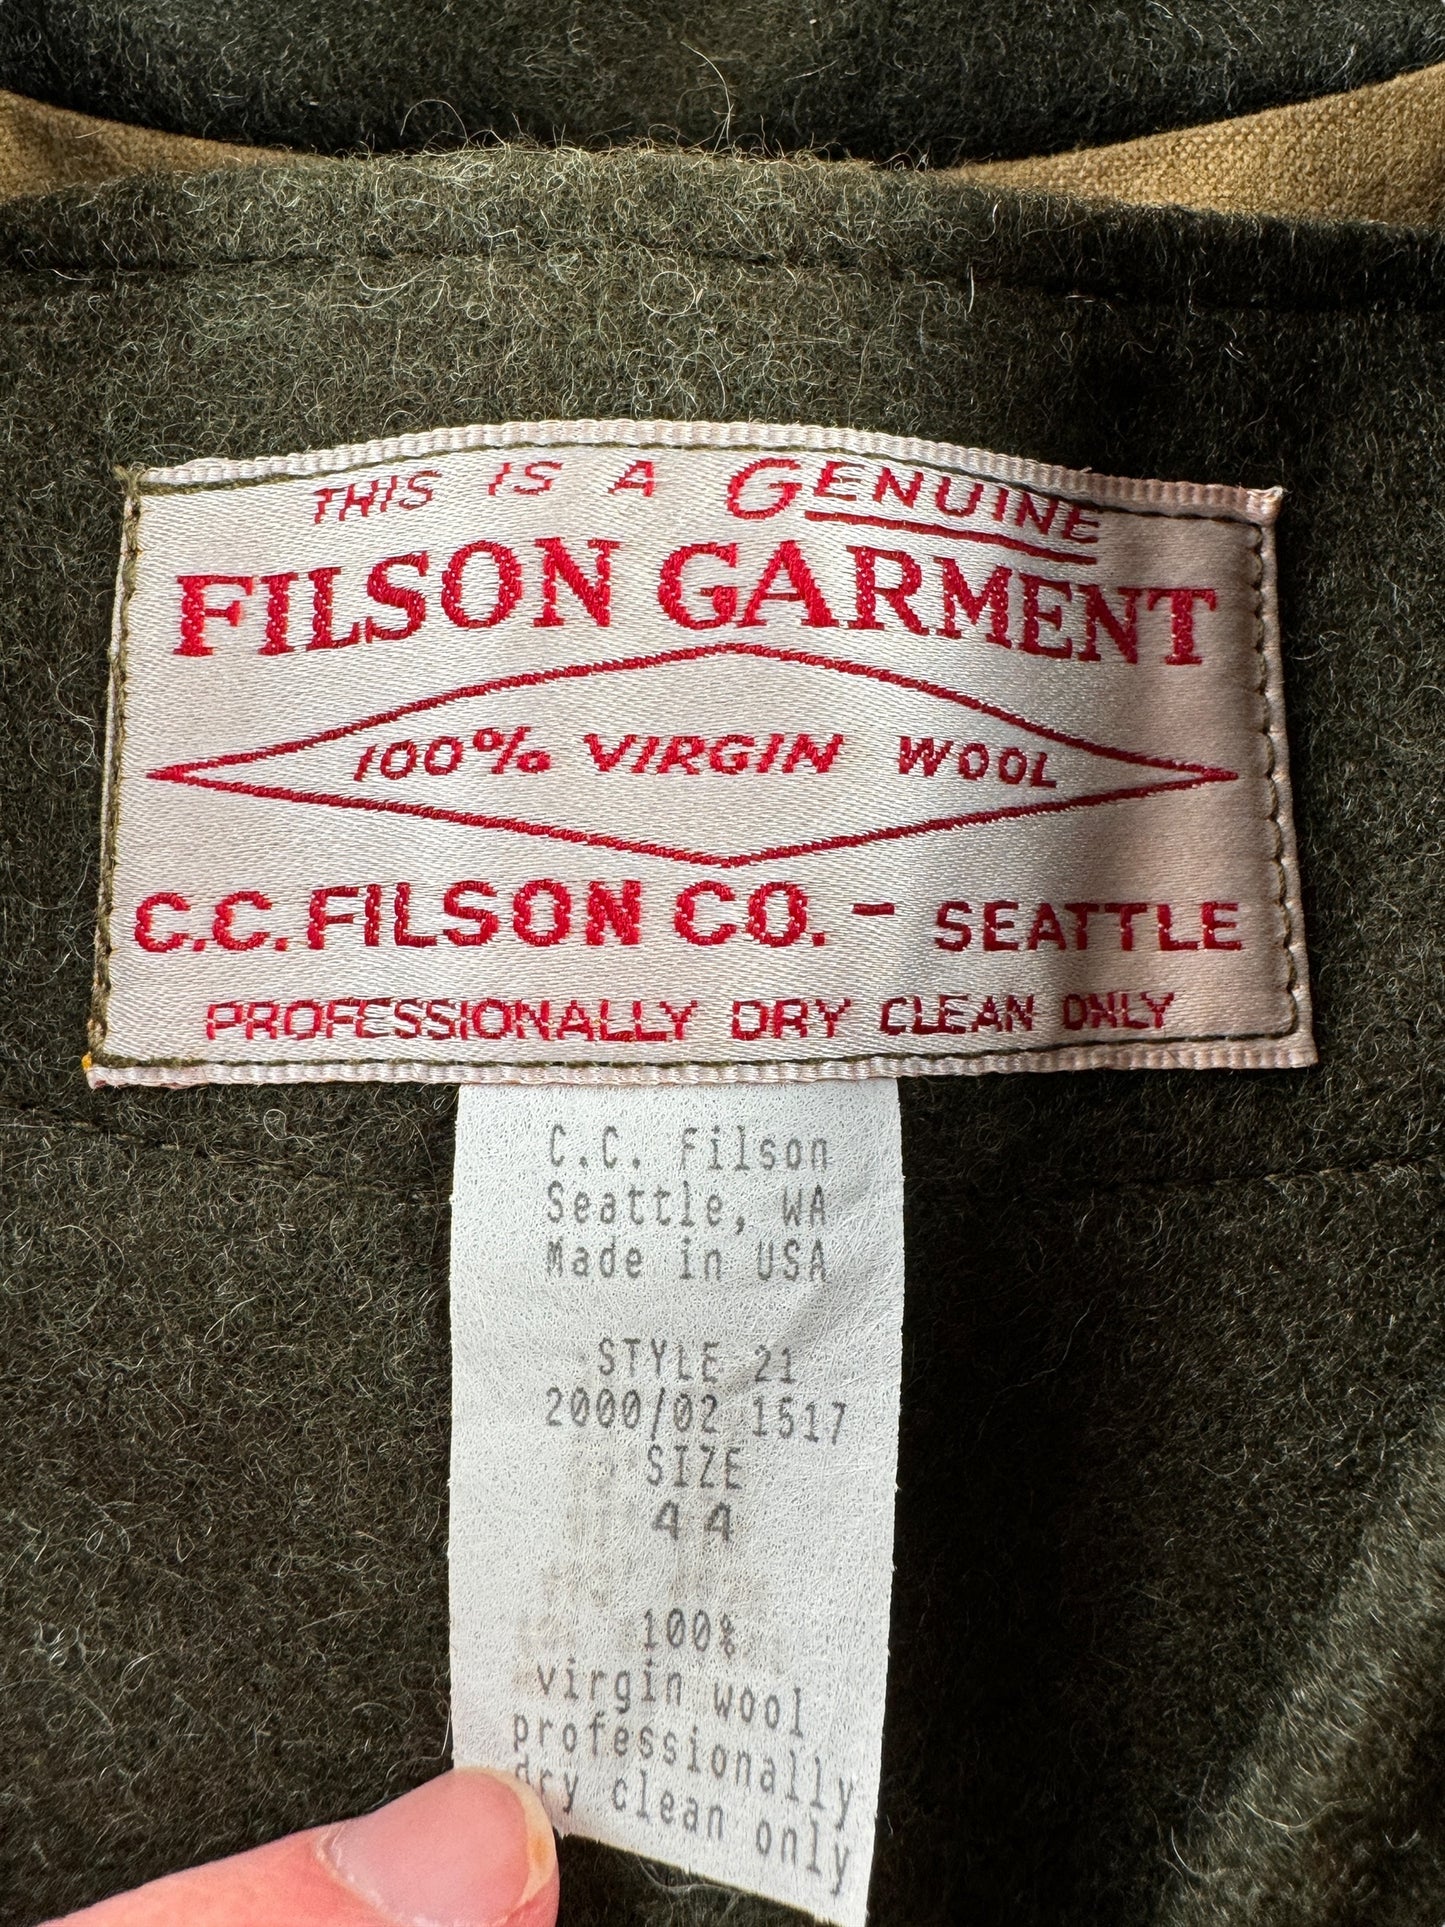 THIS IS A GENUINE
FILSON GARMENT
100% VIRGIN WOOL
C.C. FILSON CO. - SEATTLE
PROFESSIONALLY DRY CLEAN ONLY
C.C. Filson
Seattle, WA
Made in USA
STYLE 21
2000/02 1517
SIZE
44
100%
virgin wool
professionally
dry clean only